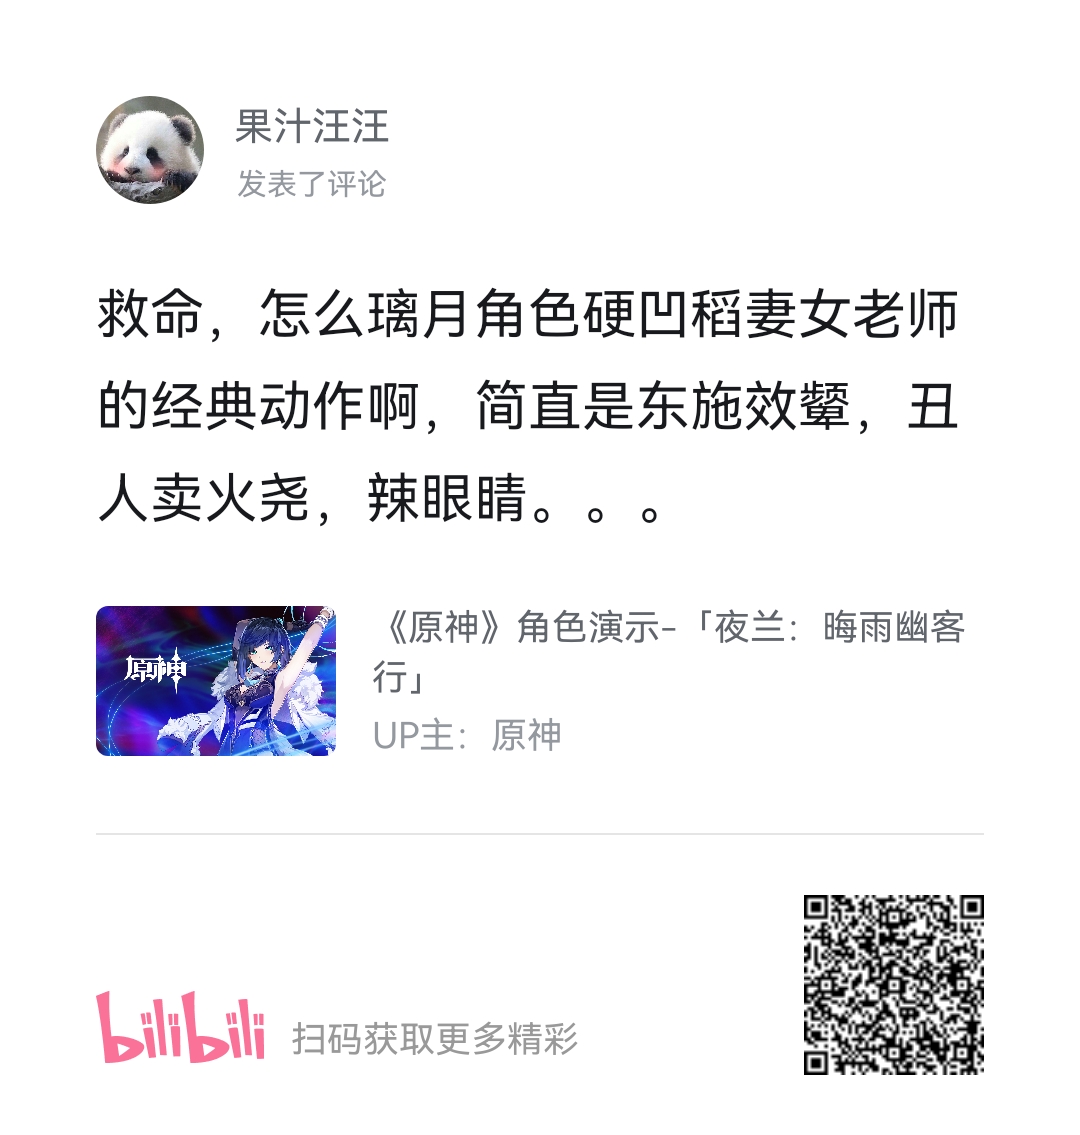 果汁汪汪
发表了评论
救命，怎么璃月角色硬凹稻妻女老师
的经典动作啊，简直是东施效颦，丑
人卖火尧，辣眼睛。。。
原神
《原神》角色演示-「夜兰：晦雨幽客
行」
UP主：原神
bilibili 扫码获取更多精彩